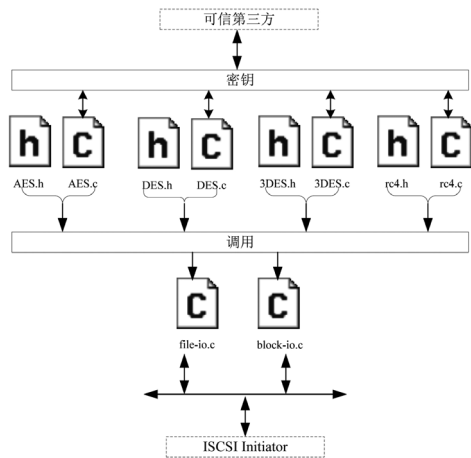 可信第三方
密钥
h C h C h C h C
AES.h AES.c DES.h DES.c 3DES.h 3DES.c rc4.h rc4.c
调用
C C
file-io.c block-io.c
ISCSI Initiator